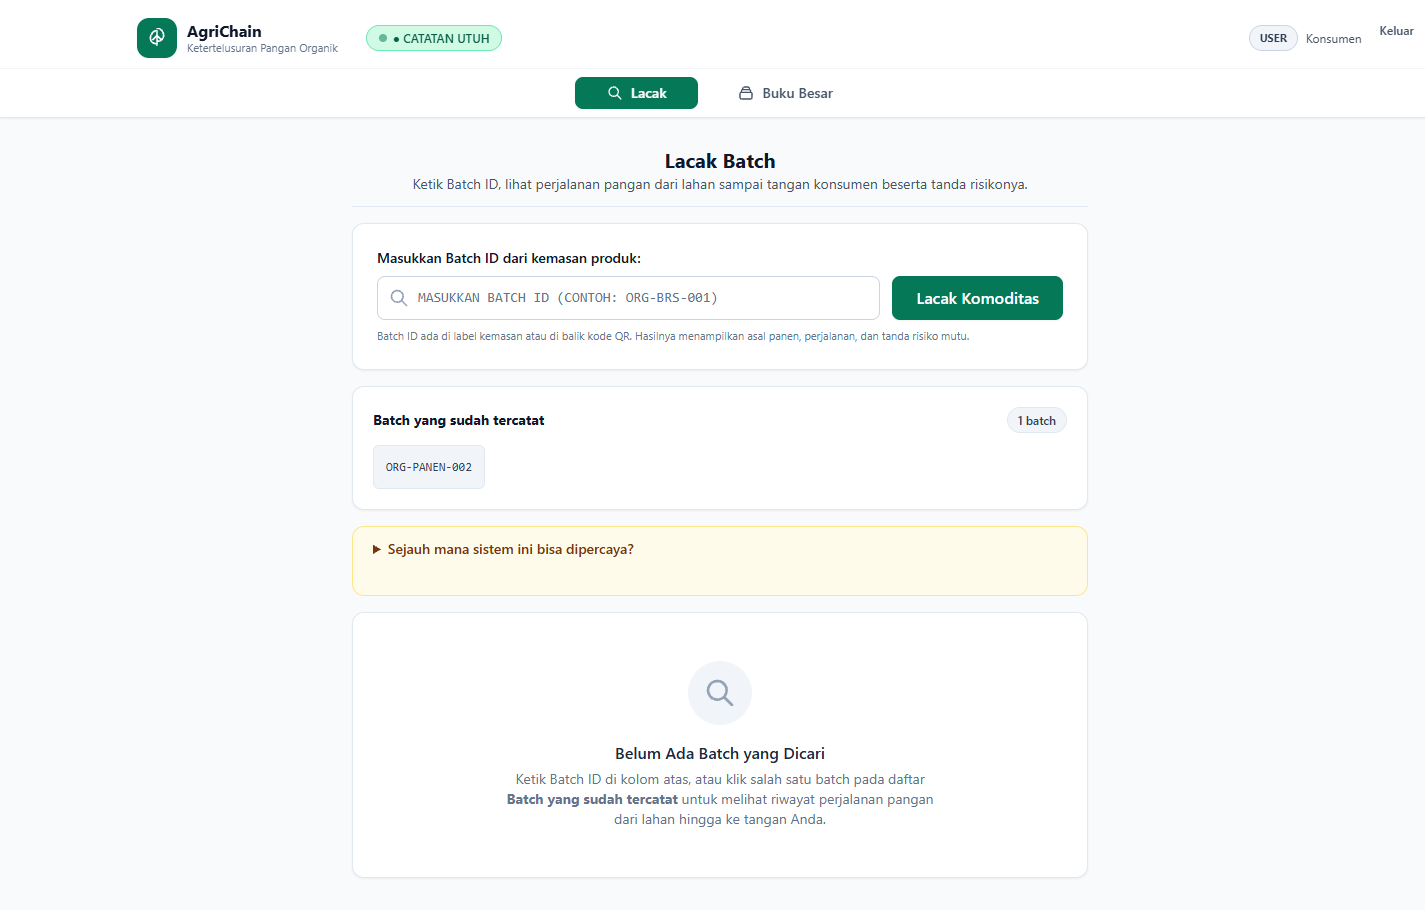 AgriChain
Ketertelusuran Pangan Organik
● CATATAN UTUH
USER
Konsumen
Keluar
Lacak
Buku Besar
Lacak Batch
Ketik Batch ID, lihat perjalanan pangan dari lahan sampai tangan konsumen beserta tanda risikonya.
Masukkan Batch ID dari kemasan produk:
MASUKKAN BATCH ID (CONTOH: ORG-BRS-001)
Lacak Komoditas
Batch ID ada di label kemasan atau di balik kode QR. Hasilnya menampilkan asal panen, perjalanan, dan tanda risiko mutu.
Batch yang sudah tercatat
1 batch
ORG-PANEN-002
Sejauh mana sistem ini bisa dipercaya?
Belum Ada Batch yang Dicari
Ketik Batch ID di kolom atas, atau klik salah satu batch pada daftar
Batch yang sudah tercatat untuk melihat riwayat perjalanan pangan
dari lahan hingga ke tangan Anda.